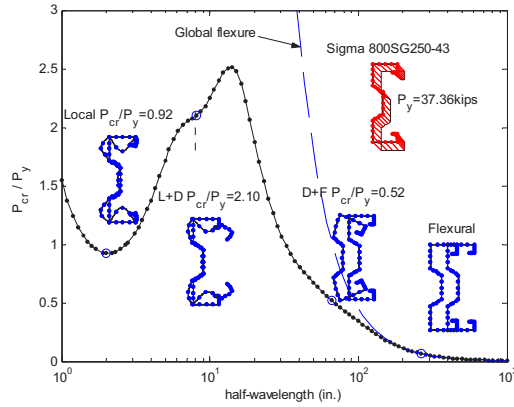 3
2.5
2
1.5
1
0.5
0
P_cr / P_y
Global flexure
Sigma 800SG250-43
P_y=37.36kips
Local P_cr/P_y=0.92
L+D P_cr/P_y=2.10
D+F P_cr/P_y=0.52
Flexural
10^0 10^1 10^2 10^1
half-wavelength (in.)